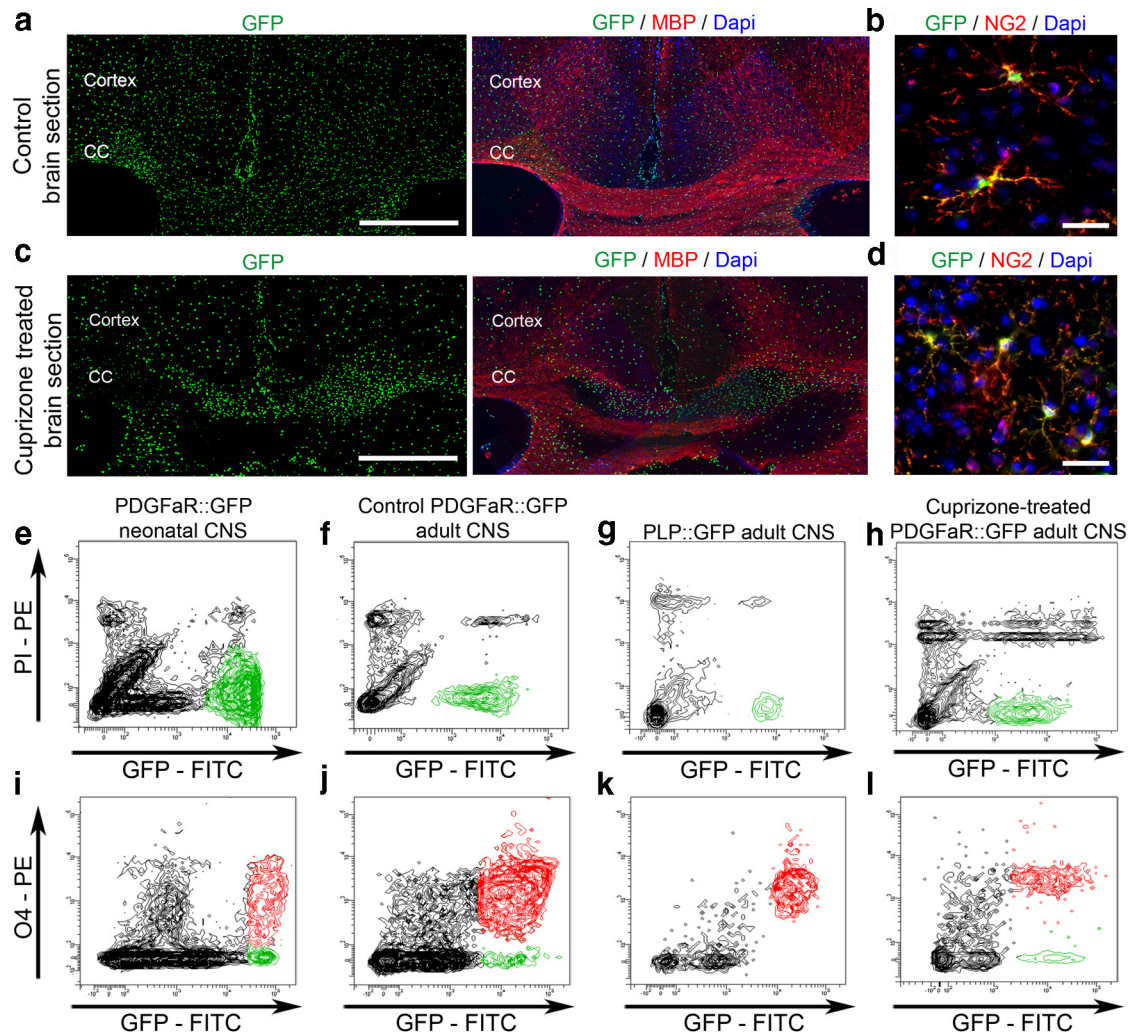 a
GFP
GFP / MBP / Dapi
b
GFP / NG2 / Dapi
Control
brain section
Cortex
CC
Cortex
CC
c
GFP
GFP / MBP / Dapi
d
GFP / NG2 / Dapi
Cuprizone treated
brain section
Cortex
CC
Cortex
CC
e
PDGFaR::GFP
neonatal CNS
f
Control PDGFaR::GFP
adult CNS
g
PLP::GFP adult CNS
h
Cuprizone-treated
PDGFaR::GFP adult CNS
PI - PE
GFP - FITC
GFP - FITC
GFP - FITC
GFP - FITC
i
j
k
l
O4 - PE
GFP - FITC
GFP - FITC
GFP - FITC
GFP - FITC